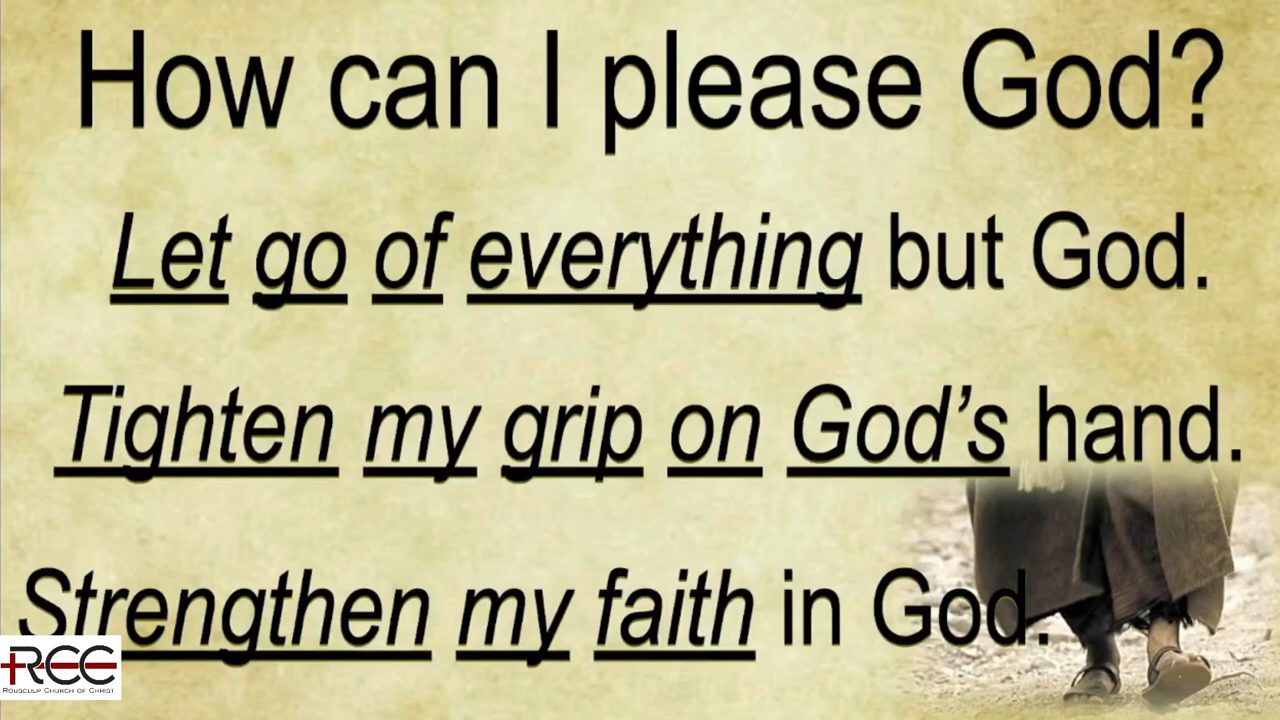 How can I please God?
Let go of everything but God.
Tighten my grip on God's hand.
Strengthen my faith in God.
RCC
ROUSCULP CHURCH OF CHRIST